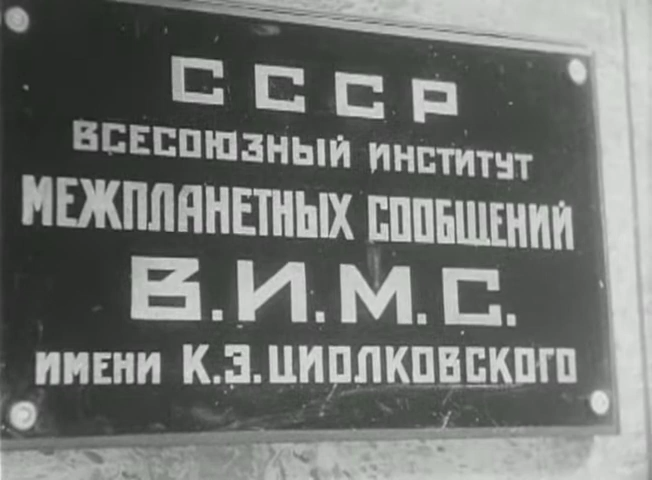 СССР
ВСЕСОЮЗНЫЙ ИНСТИТУТ
МЕЖПЛАНЕТНЫХ СООБЩЕНИЙ
В.И.М.С.
ИМЕНИ К.Э.ЦИОЛКОВСКОГО